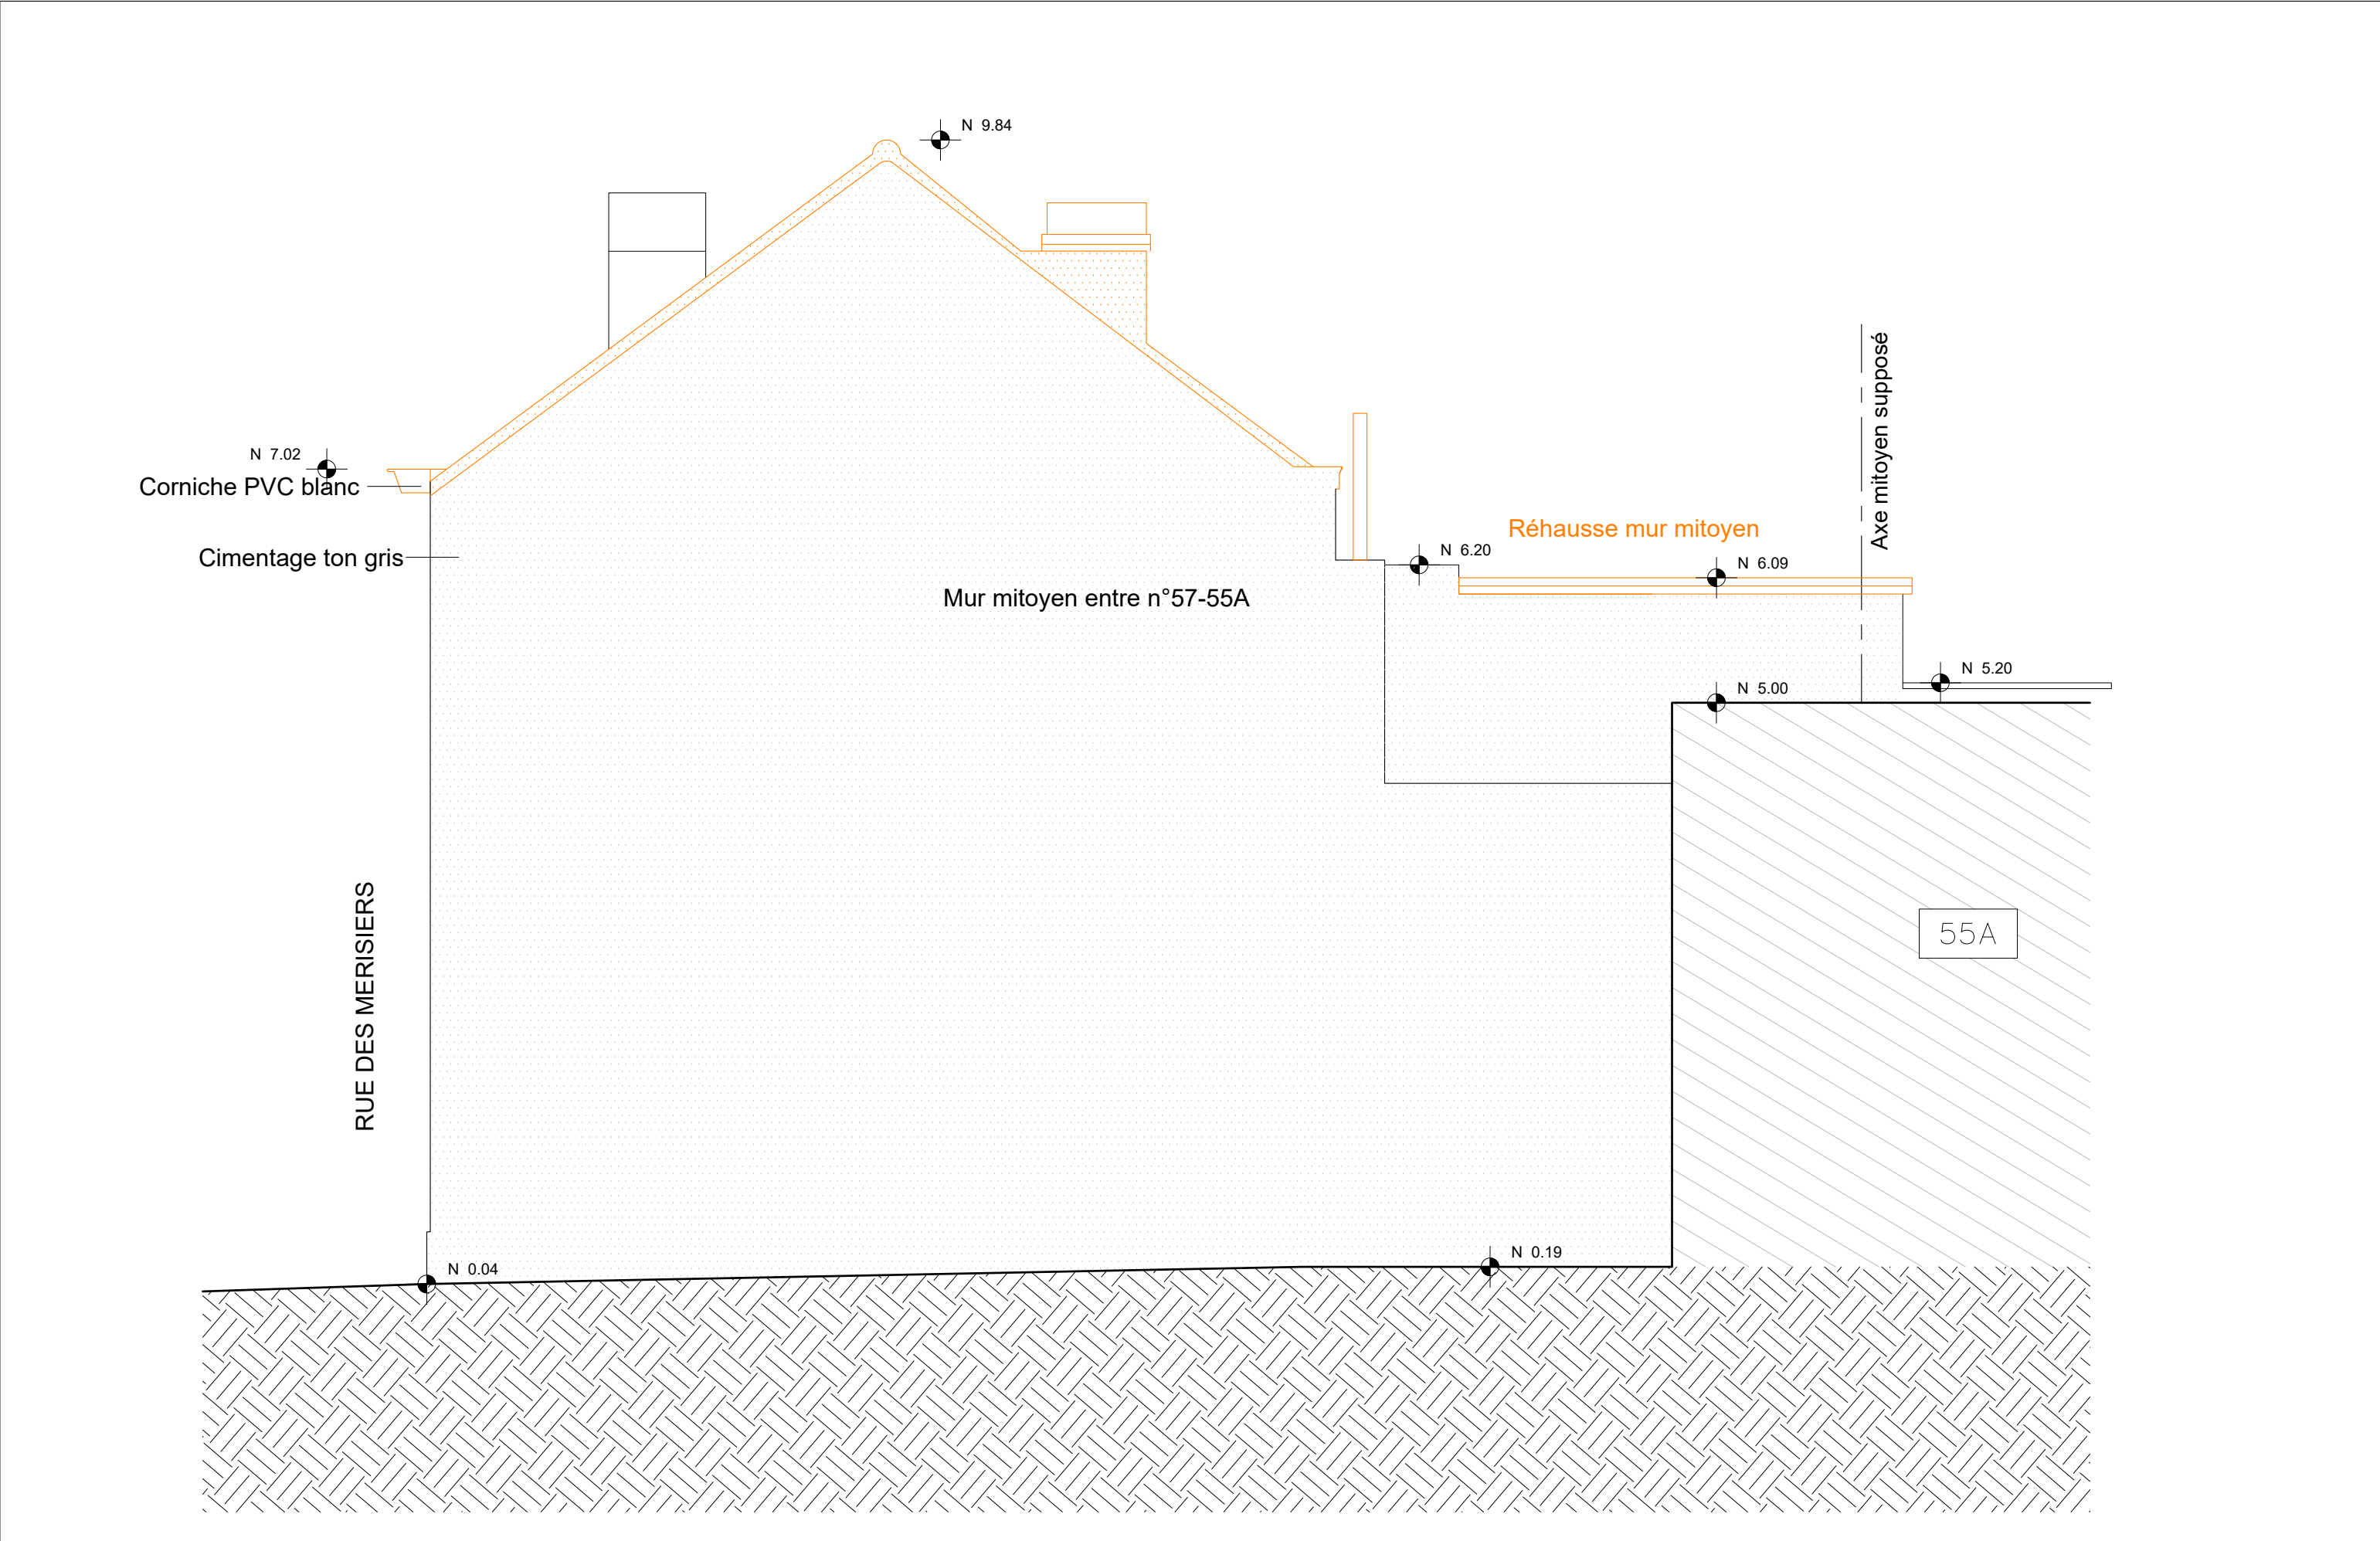 N 9.84
N 7.02
Corniche PVC blanc
Cimentage ton gris
Axe mitoyen supposé
Réhausse mur mitoyen
N 6.20
N 6.09
Mur mitoyen entre n°57-55A
N 5.20
N 5.00
RUE DES MERISIERS
55A
N 0.04
N 0.19